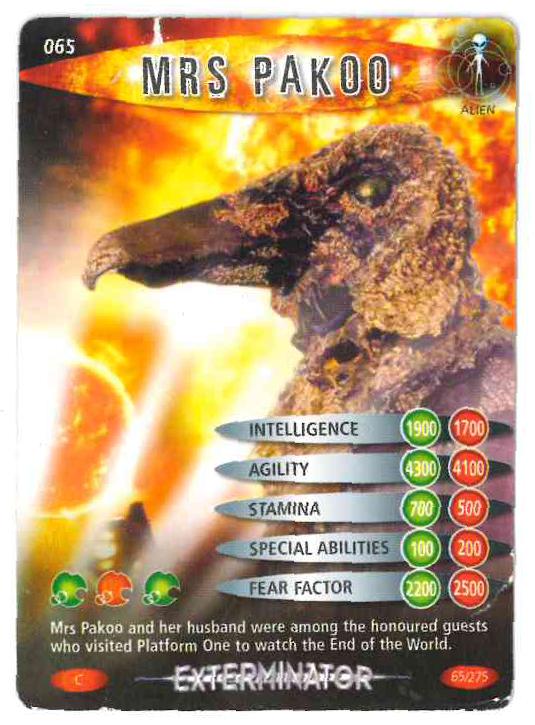 065
MRS PAKOO
ALIEN
INTELLIGENCE 1900 1700
AGILITY 4300 4100
STAMINA 700 500
SPECIAL ABILITIES 100 200
FEAR FACTOR 2200 2500
Mrs Pakoo and her husband were among the honoured guests
who visited Platform One to watch the End of the World.
C EXTERMINATOR 65/275